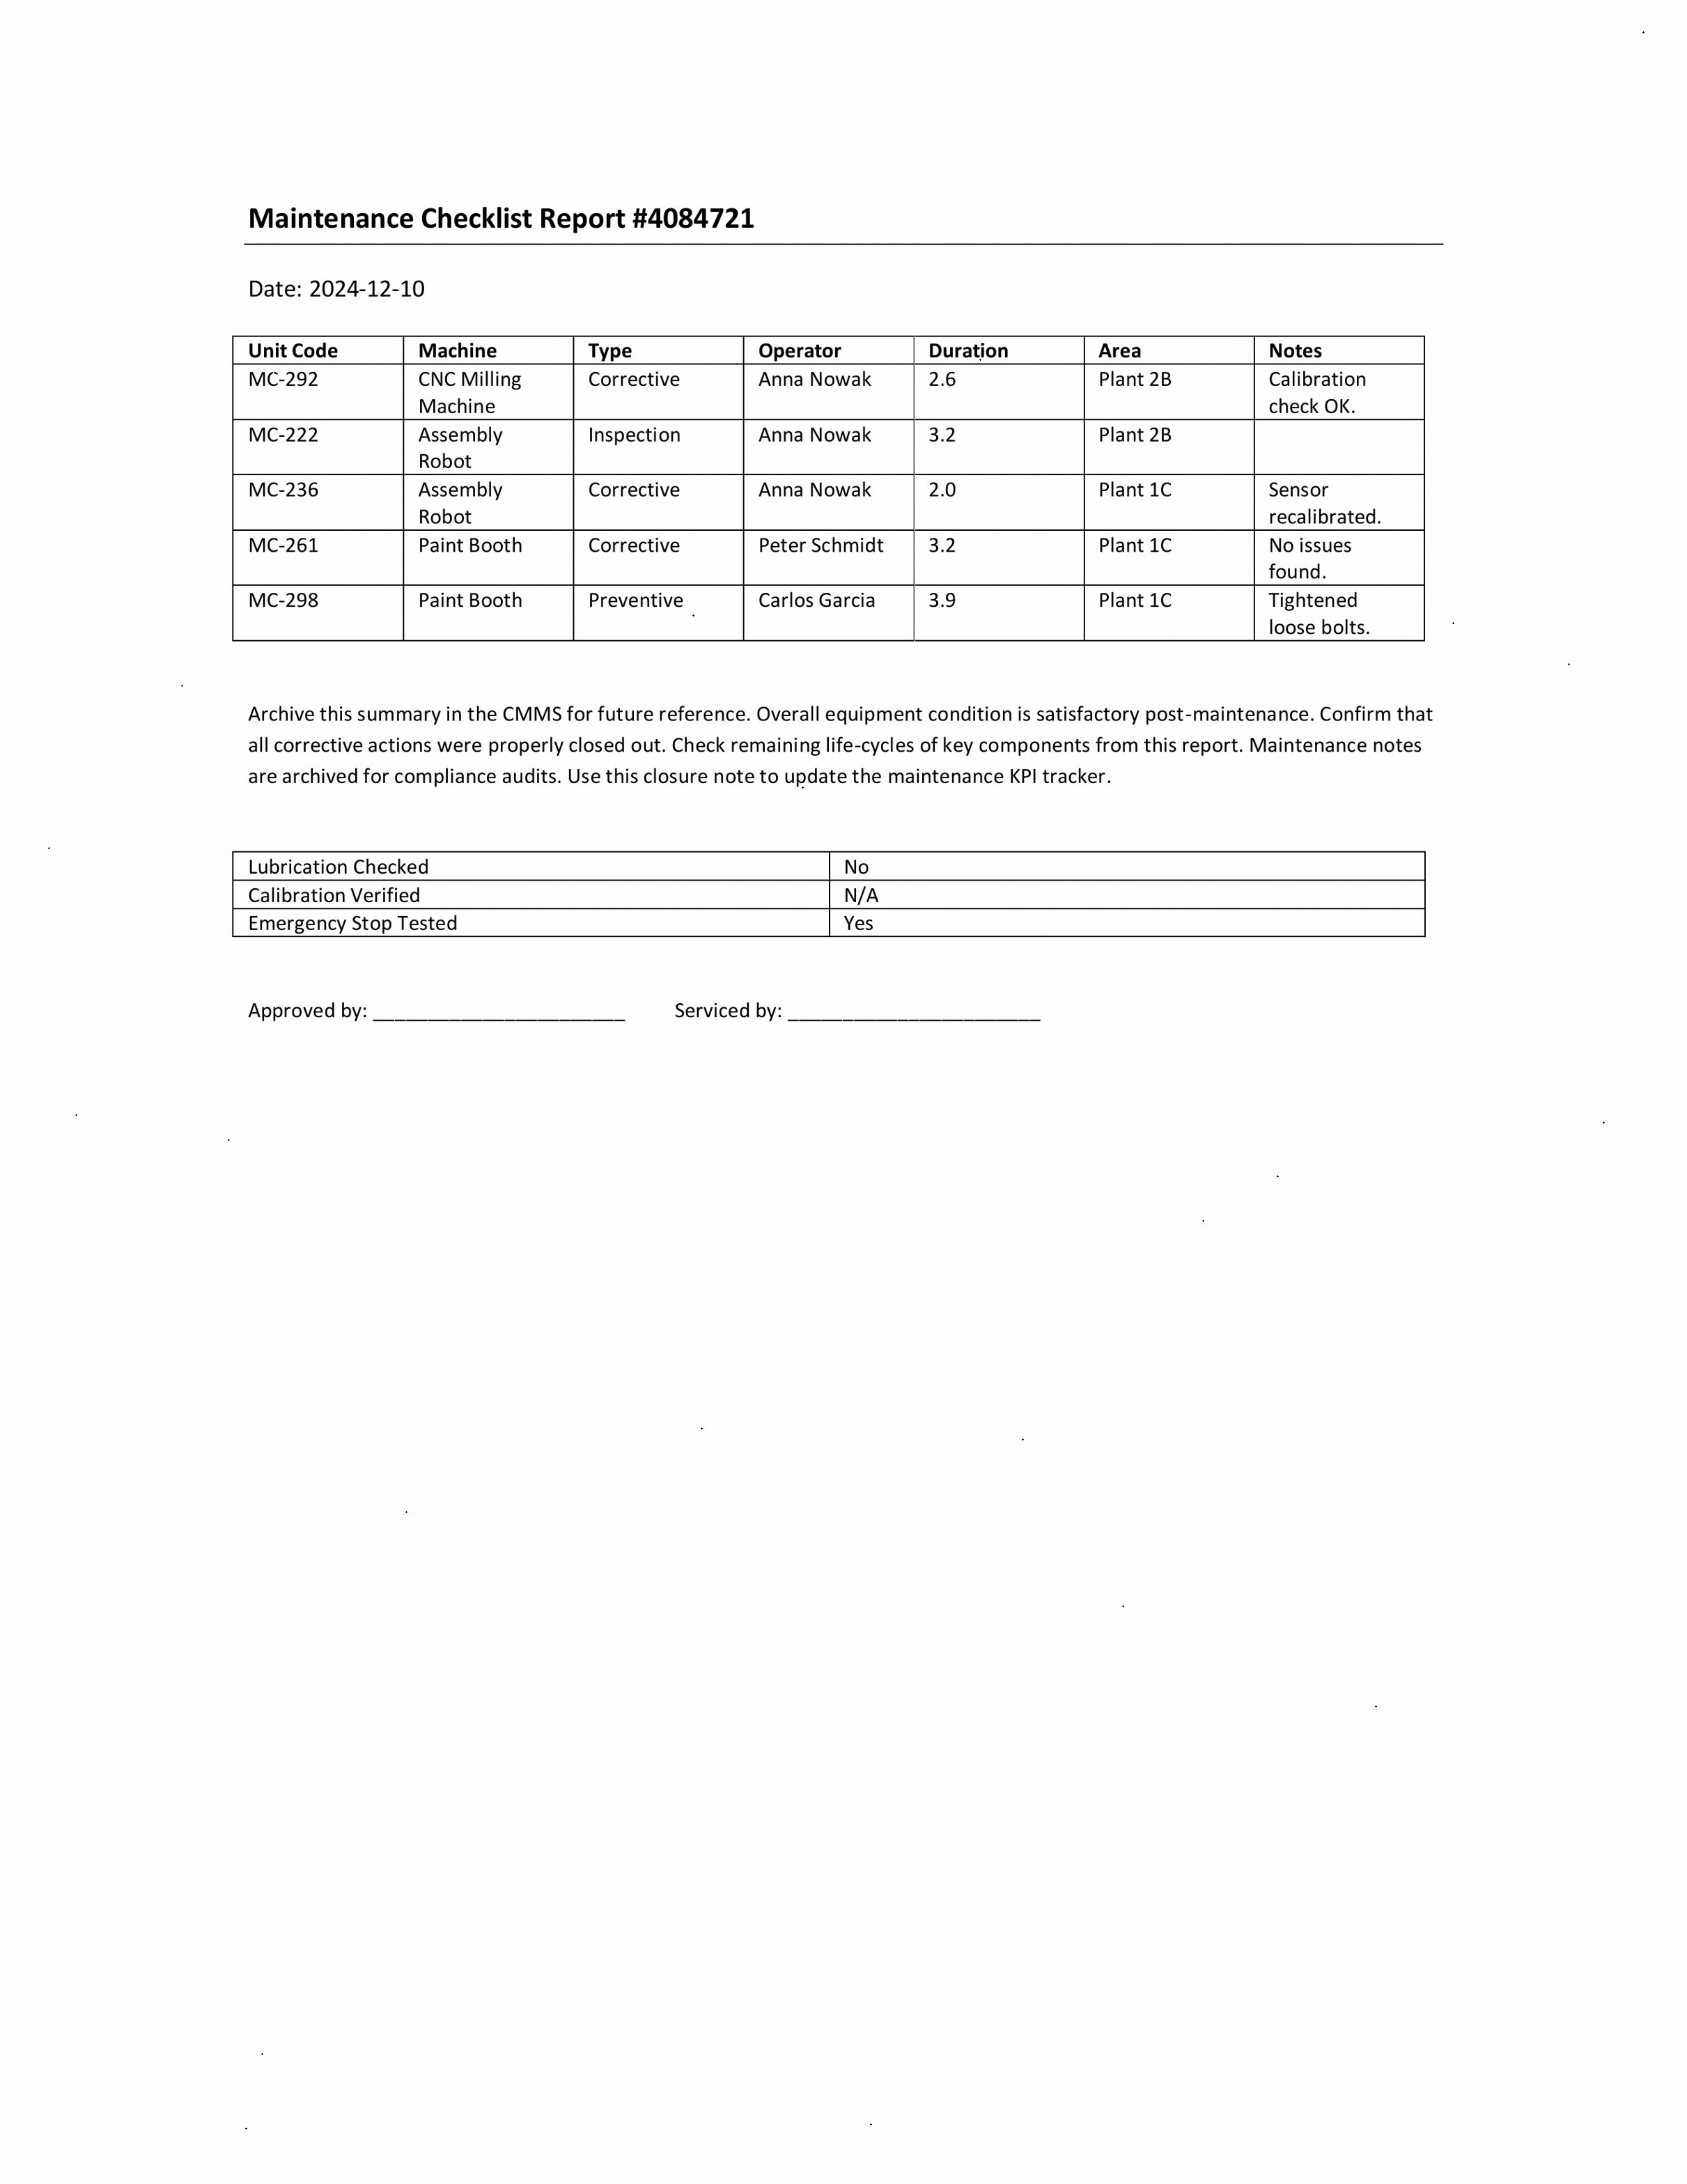 Maintenance Checklist Report #4084721
Date: 2024-12-10
Unit Code Machine Type Operator Duration Area Notes
MC-292 CNC Milling Machine Corrective Anna Nowak 2.6 Plant 2B Calibration check OK.
MC-222 Assembly Robot Inspection Anna Nowak 3.2 Plant 2B
MC-236 Assembly Robot Corrective Anna Nowak 2.0 Plant 1C Sensor recalibrated.
MC-261 Paint Booth Corrective Peter Schmidt 3.2 Plant 1C No issues found.
MC-298 Paint Booth Preventive Carlos Garcia 3.9 Plant 1C Tightened loose bolts.
Archive this summary in the CMMS for future reference. Overall equipment condition is satisfactory post-maintenance. Confirm that
all corrective actions were properly closed out. Check remaining life-cycles of key components from this report. Maintenance notes
are archived for compliance audits. Use this closure note to update the maintenance KPI tracker.
Lubrication Checked No
Calibration Verified N/A
Emergency Stop Tested Yes
Approved by: _______________________ Serviced by: _______________________